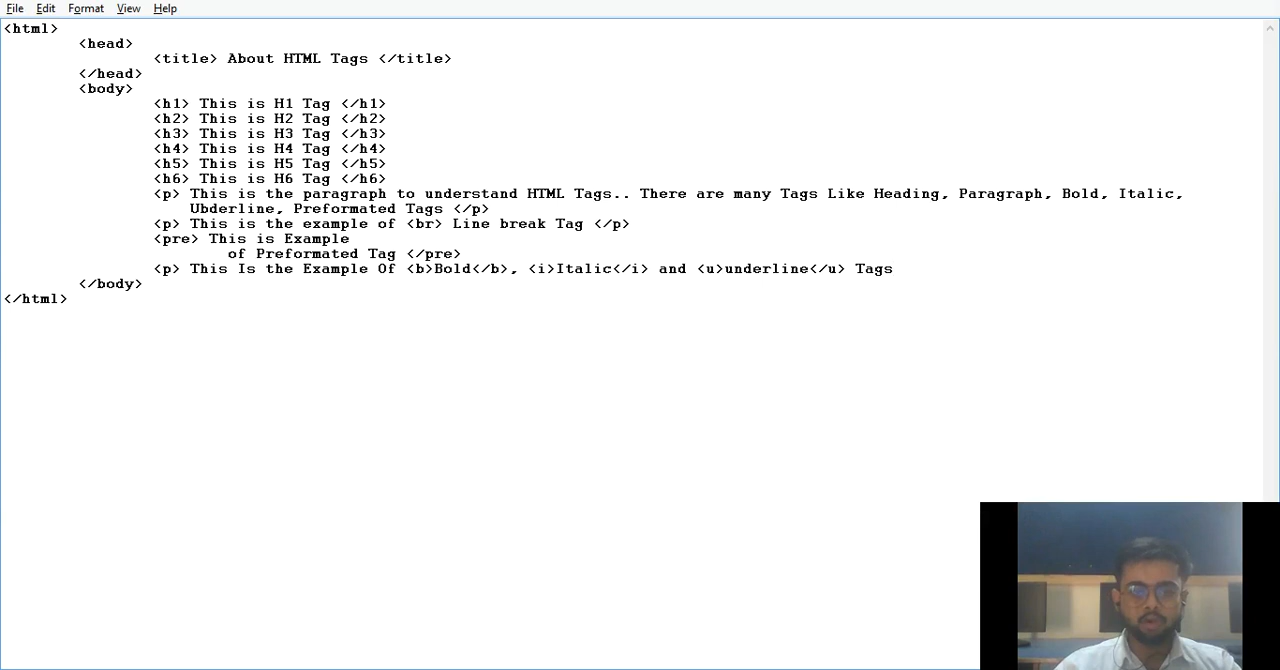 File Edit Format View Help
<html>
<head>
<title> About HTML Tags </title>
</head>
<body>
<h1> This is H1 Tag </h1>
<h2> This is H2 Tag </h2>
<h3> This is H3 Tag </h3>
<h4> This is H4 Tag </h4>
<h5> This is H5 Tag </h5>
<h6> This is H6 Tag </h6>
<p> This is the paragraph to understand HTML Tags.. There are many Tags Like Heading, Paragraph, Bold, Italic,
Ubderline, Preformated Tags </p>
<p> This is the example of <br> Line break Tag </p>
<pre> This is Example
of Preformated Tag </pre>
<p> This Is the Example Of <b>Bold</b>, <i>Italic</i> and <u>underline</u> Tags
</body>
</html>